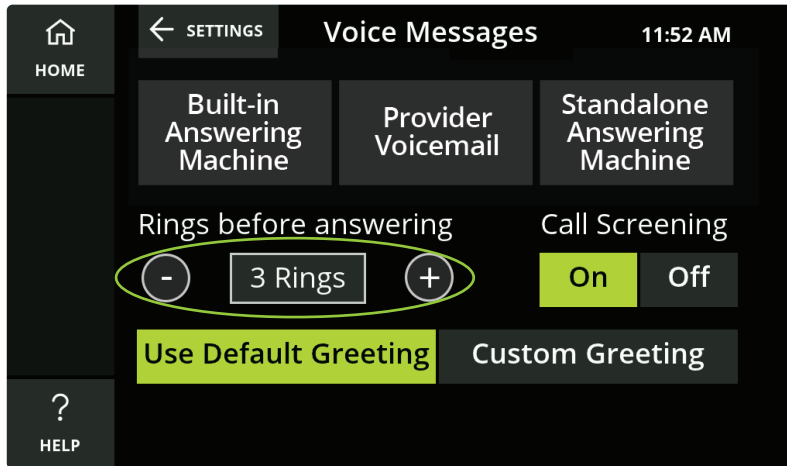 HOME
← SETTINGS
Voice Messages
11:52 AM
Built-in
Answering
Machine
Provider
Voicemail
Standalone
Answering
Machine
Rings before answering
Call Screening
- 3 Rings +
On Off
Use Default Greeting
Custom Greeting
?
HELP